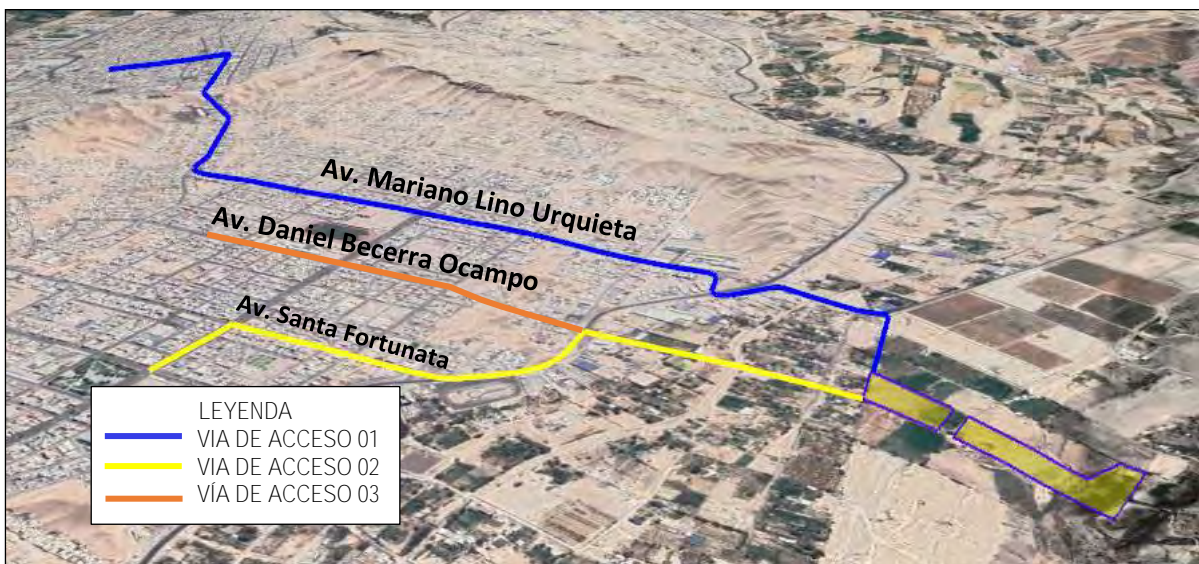 Av. Mariano Lino Urquieta
Av. Daniel Becerra Ocampo
Av. Santa Fortunata
LEYENDA
VIA DE ACCESO 01
VIA DE ACCESO 02
VÍA DE ACCESO 03